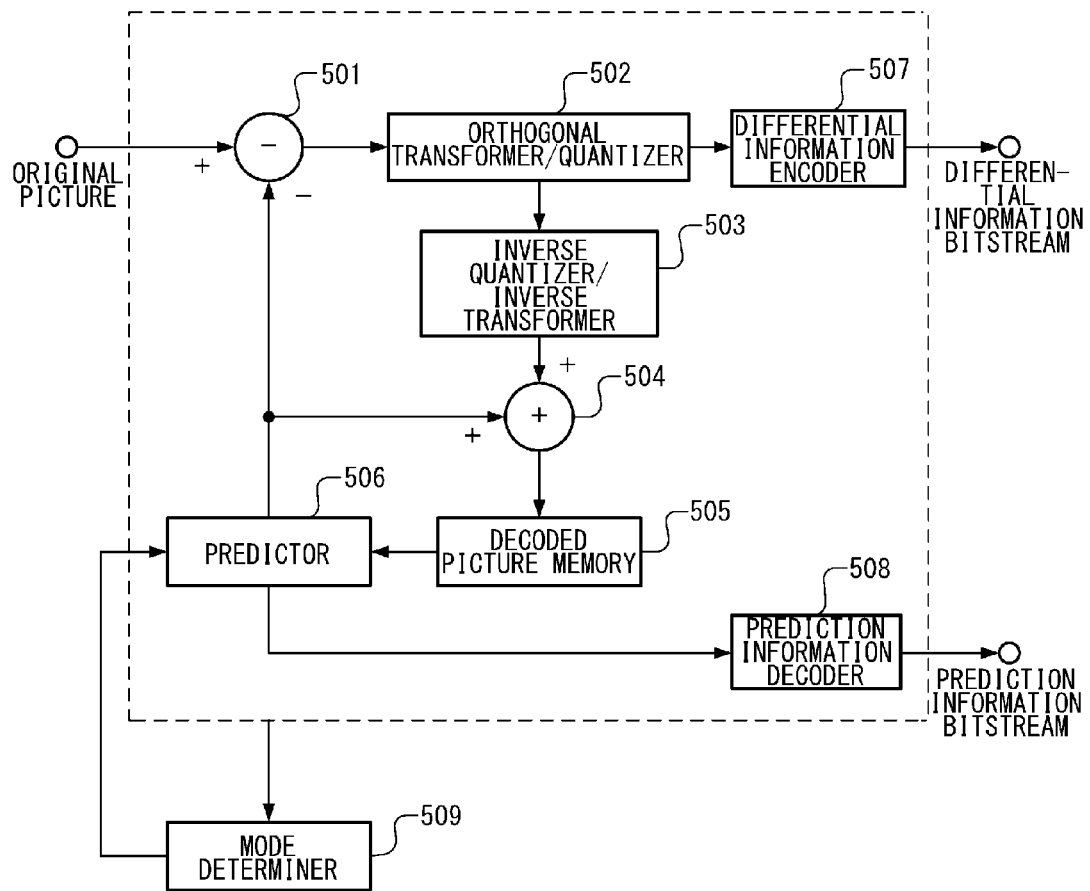 501
502
507
ORIGINAL
PICTURE
+
-
-
ORTHOGONAL
TRANSFORMER/QUANTIZER
DIFFERENTIAL
INFORMATION
ENCODER
DIFFEREN-
TIAL
INFORMATION
BITSTREAM
503
INVERSE
QUANTIZER/
INVERSE
TRANSFORMER
+
504
+
+
506
PREDICTOR
505
DECODED
PICTURE MEMORY
508
PREDICTION
INFORMATION
DECODER
PREDICTION
INFORMATION
BITSTREAM
509
MODE
DETERMINER